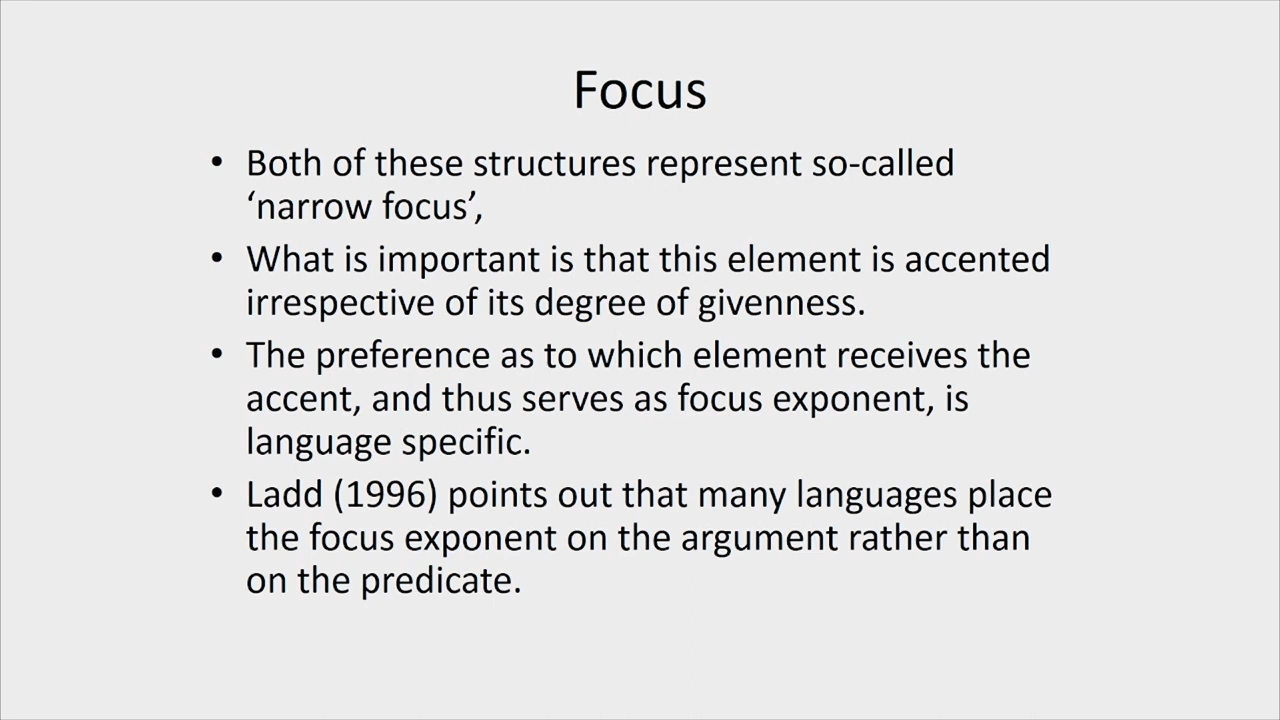 Focus
• Both of these structures represent so-called
‘narrow focus’,
• What is important is that this element is accented
irrespective of its degree of givenness.
• The preference as to which element receives the
accent, and thus serves as focus exponent, is
language specific.
• Ladd (1996) points out that many languages place
the focus exponent on the argument rather than
on the predicate.